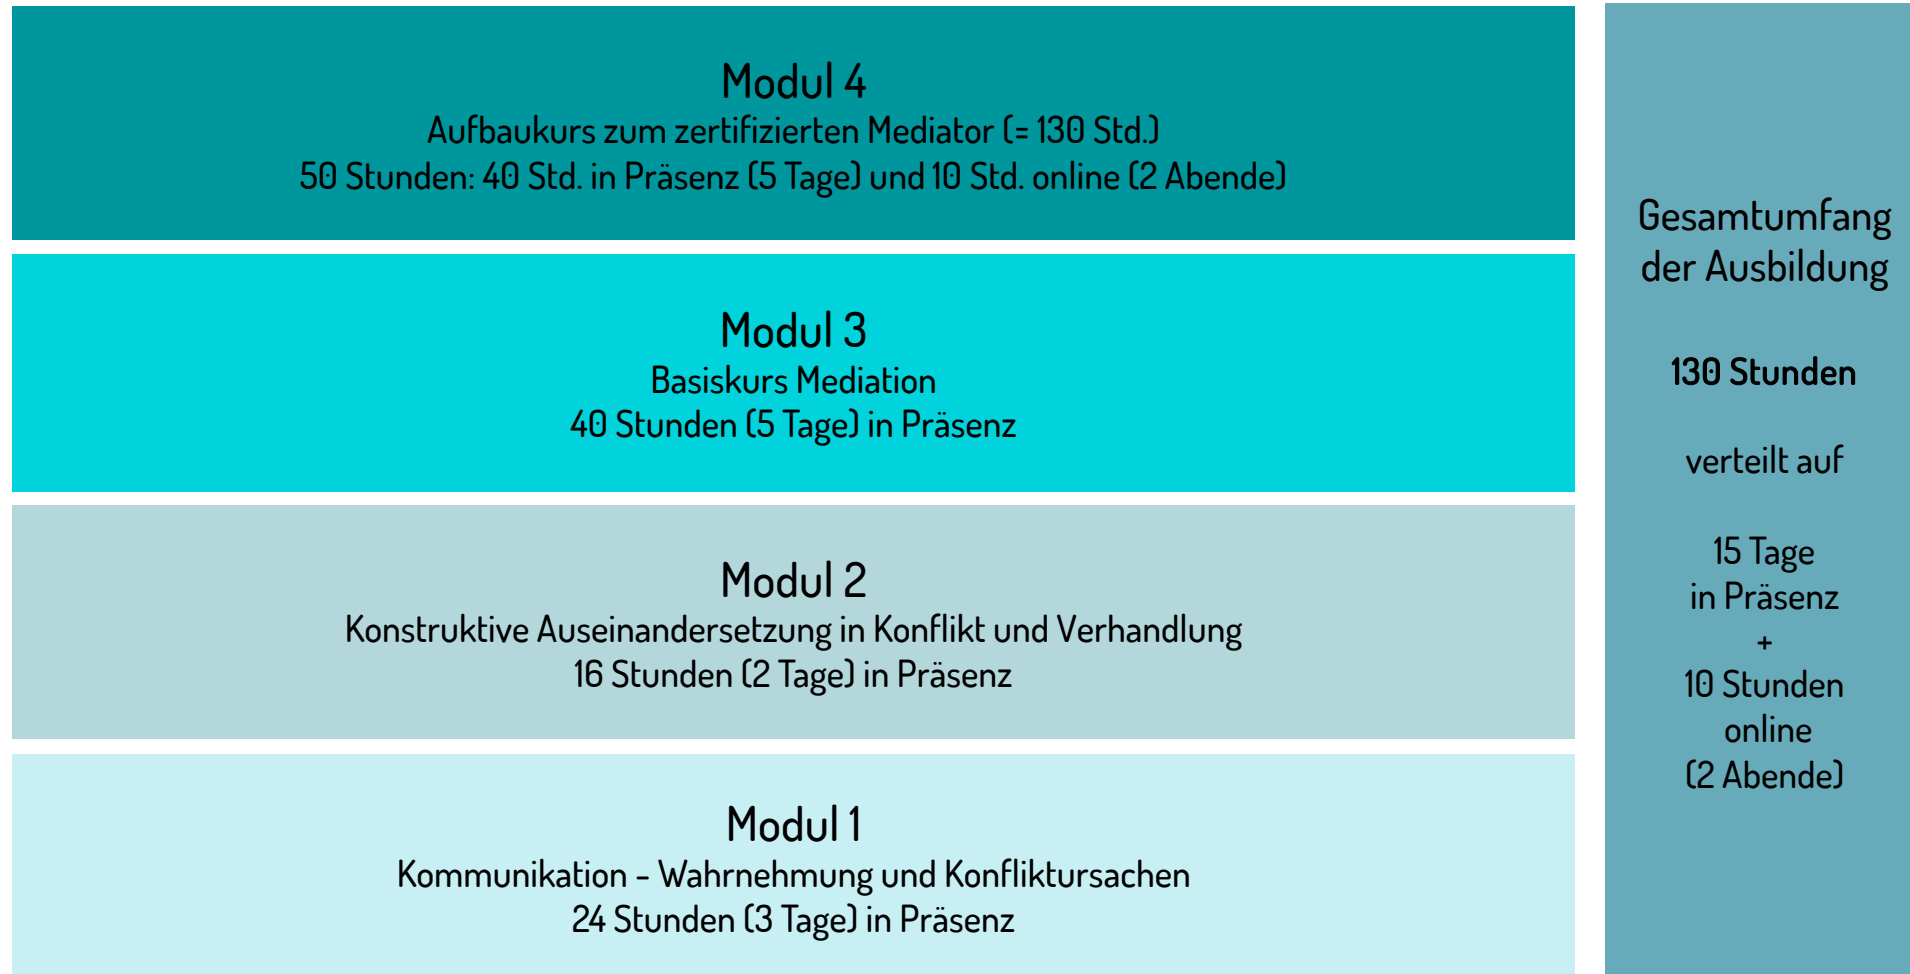 Modul 4
Aufbaukurs zum zertifizierten Mediator (= 130 Std.)
50 Stunden: 40 Std. in Präsenz (5 Tage) und 10 Std. online (2 Abende)
Modul 3
Basiskurs Mediation
40 Stunden (5 Tage) in Präsenz
Modul 2
Konstruktive Auseinandersetzung in Konflikt und Verhandlung
16 Stunden (2 Tage) in Präsenz
Modul 1
Kommunikation - Wahrnehmung und Konfliktursachen
24 Stunden (3 Tage) in Präsenz
Gesamtumfang
der Ausbildung
130 Stunden
verteilt auf
15 Tage
in Präsenz
+
10 Stunden
online
(2 Abende)